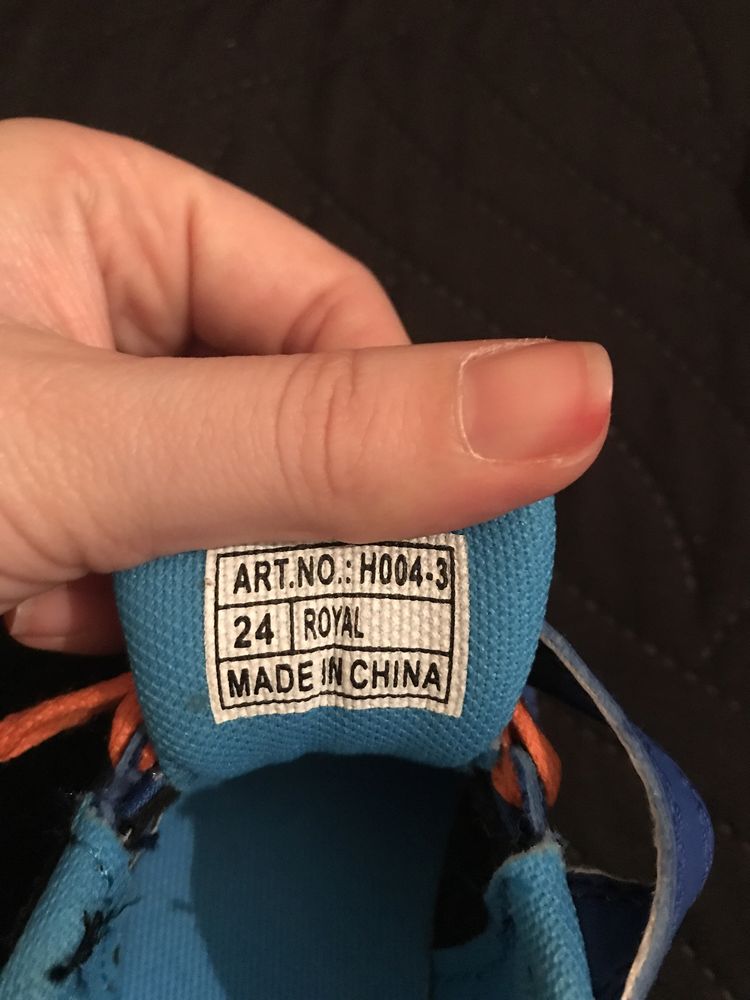 ART.NO.: H004-3
24 ROYAL
MADE IN CHINA